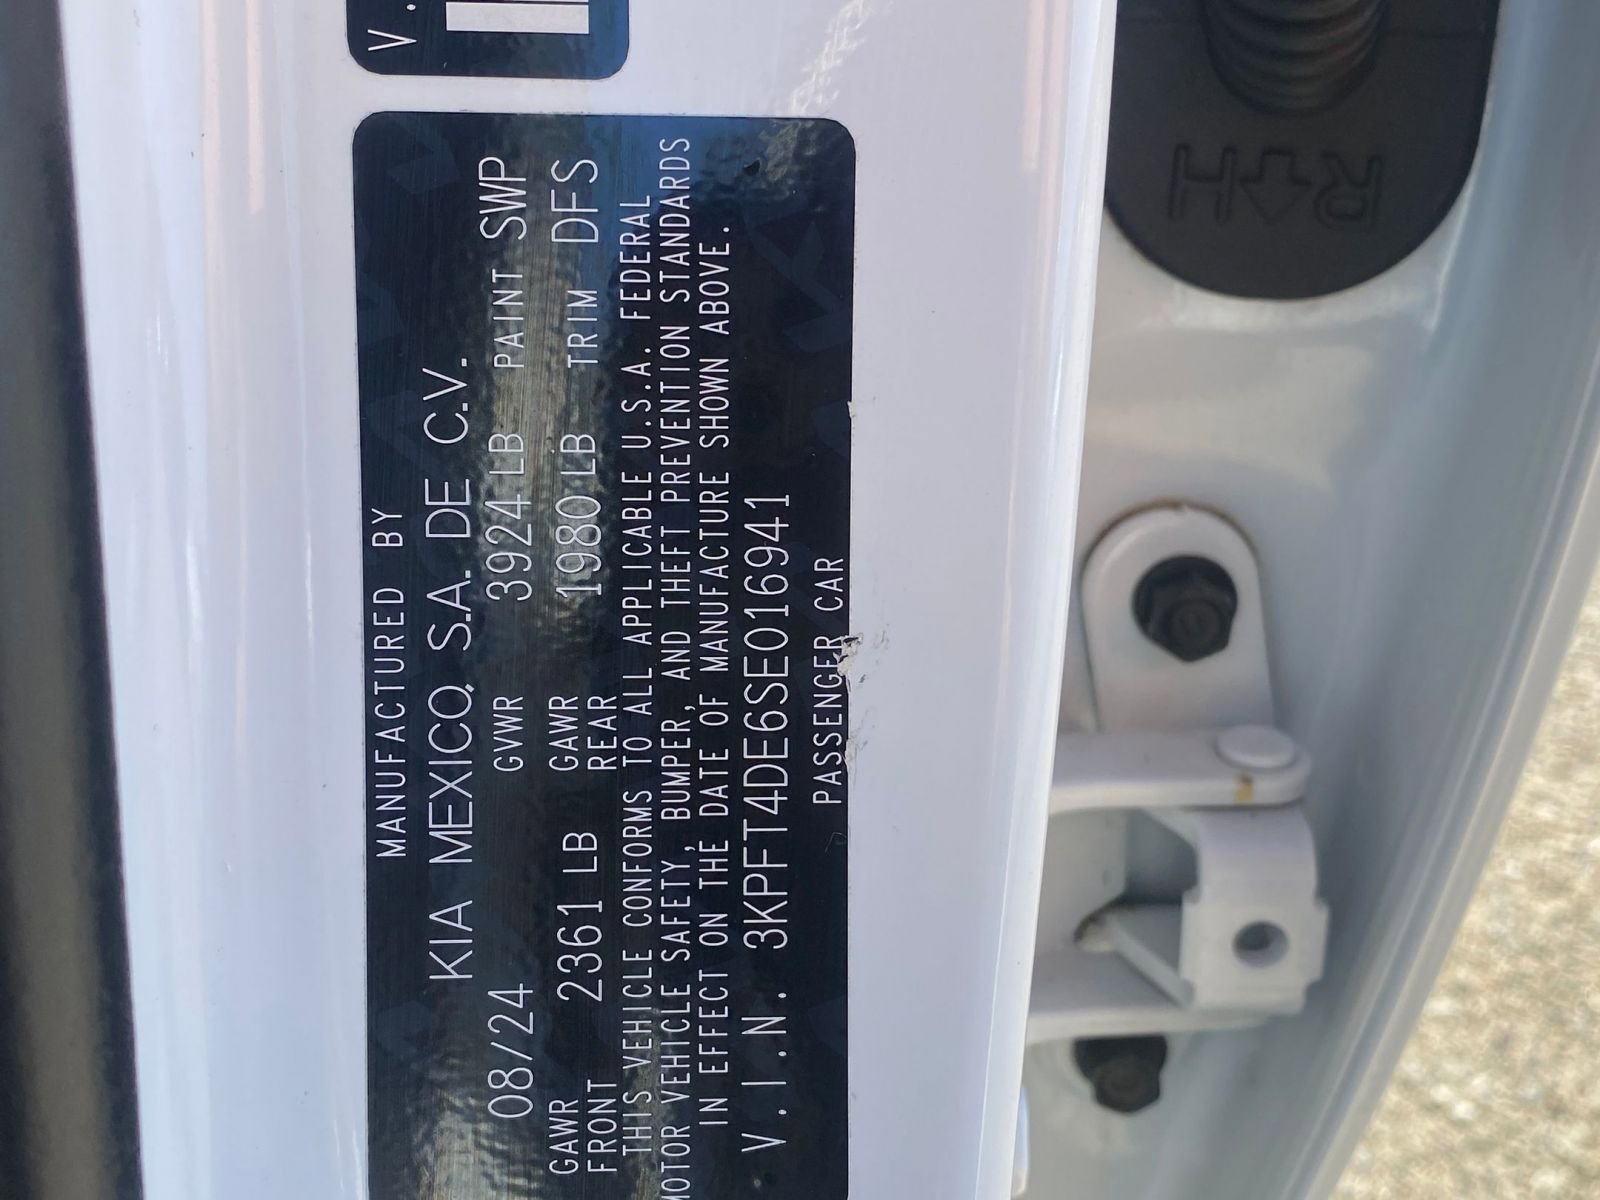 V.
MANUFACTURED BY
KIA MEXICO, S.A. DE C.V.
08/24 GVWR 3924 LB PAINT SWP
GAWR FRONT 2361 LB GAWR REAR 1980 LB TRIM DFS
THIS VEHICLE CONFORMS TO ALL APPLICABLE U.S.A. FEDERAL
MOTOR VEHICLE SAFETY, BUMPER, AND THEFT PREVENTION STANDARDS
IN EFFECT ON THE DATE OF MANUFACTURE SHOWN ABOVE.
V.I.N. 3KPFT4DE6SE016941
PASSENGER CAR
RH